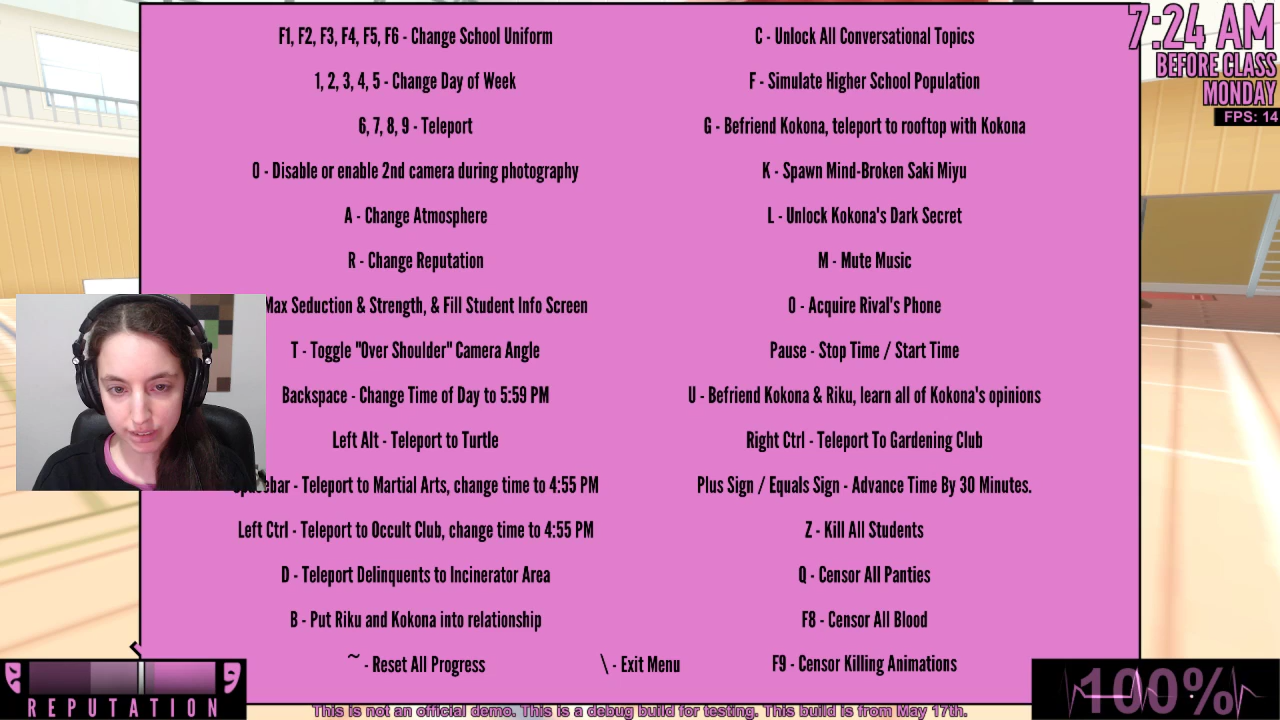 7:24 AM
BEFORE CLASS
MONDAY
FPS: 14
F1, F2, F3, F4, F5, F6 - Change School Uniform
1, 2, 3, 4, 5 - Change Day of Week
6, 7, 8, 9 - Teleport
0 - Disable or enable 2nd camera during photography
A - Change Atmosphere
R - Change Reputation
Max Seduction & Strength, & Fill Student Info Screen
T - Toggle "Over Shoulder" Camera Angle
Backspace - Change Time of Day to 5:59 PM
Left Alt - Teleport to Turtle
Spacebar - Teleport to Martial Arts, change time to 4:55 PM
Left Ctrl - Teleport to Occult Club, change time to 4:55 PM
D - Teleport Delinquents to Incinerator Area
B - Put Riku and Kokona into relationship
~ - Reset All Progress
\ - Exit Menu
C - Unlock All Conversational Topics
F - Simulate Higher School Population
G - Befriend Kokona, teleport to rooftop with Kokona
K - Spawn Mind-Broken Saki Miyu
L - Unlock Kokona's Dark Secret
M - Mute Music
O - Acquire Rival's Phone
Pause - Stop Time / Start Time
U - Befriend Kokona & Riku, learn all of Kokona's opinions
Right Ctrl - Teleport To Gardening Club
Plus Sign / Equals Sign - Advance Time By 30 Minutes.
Z - Kill All Students
Q - Censor All Panties
F8 - Censor All Blood
F9 - Censor Killing Animations
REPUTATION
100%
This is not an official demo. This is a debug build for testing. This build is from May 17th.